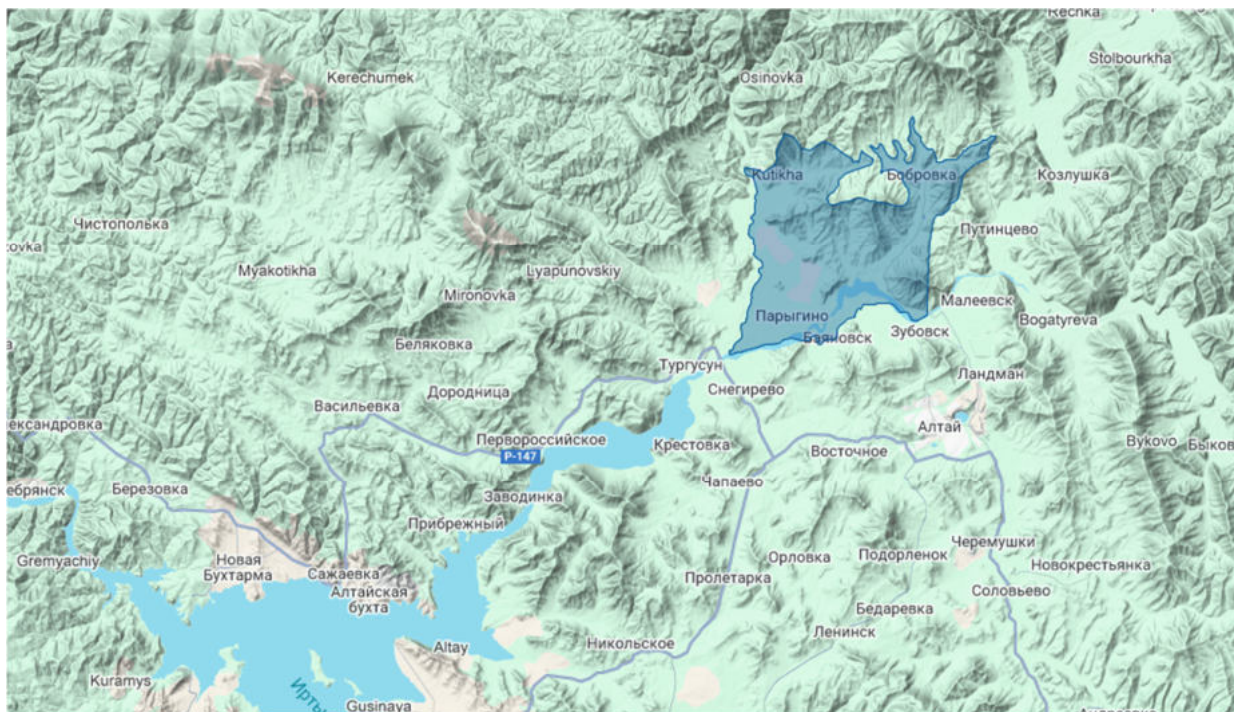 Rechka
Stolbourkha
Kerechumek
Osinovka
Kutikha
Бобровка
Козлушка
Чистополька
Путинцево
Myakotikha
Lyapunovskiy
Mironovka
Малеевск
Парыгино
Bogatyreva
Беляковка
Баяновск
Зубовск
Тургусун
Ландман
Дородница
Снегирево
Васильевка
Алтай
Первороссийское
Крестовка
Bykovo
Восточное
P-147
Чапаево
Березовка
Заводинка
Прибрежный
Черемушки
Gremyachiy
Новая
Бухтарма
Орловка
Подорленок
Новокрестьянка
Сажаевка
Пролетарка
Соловьево
Алтайская
бухта
Бедаревка
Ленинск
Никольское
Altay
Kuramys
Gusinaya